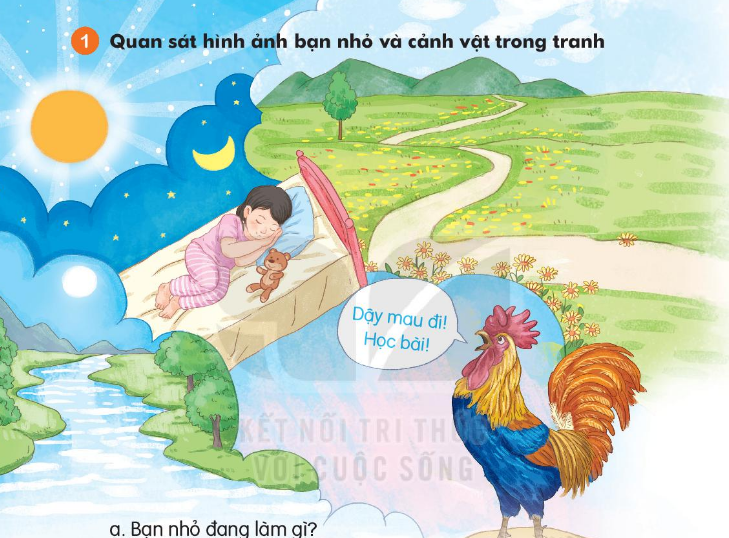 1 Quan sát hình ảnh bạn nhỏ và cảnh vật trong tranh
Dậy mau đi!
Học bài!
KẾT NỐI TRI THỨC
VỚI CUỘC SỐNG
a. Bạn nhỏ đang làm gì?